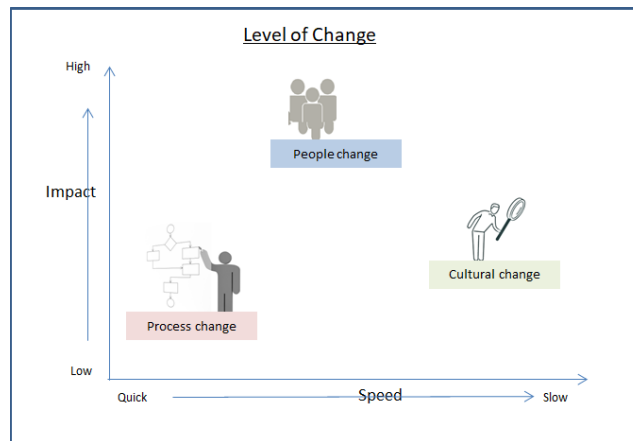 Level of Change
High
People change
Impact
Cultural change
Process change
Low
Quick
Speed
Slow